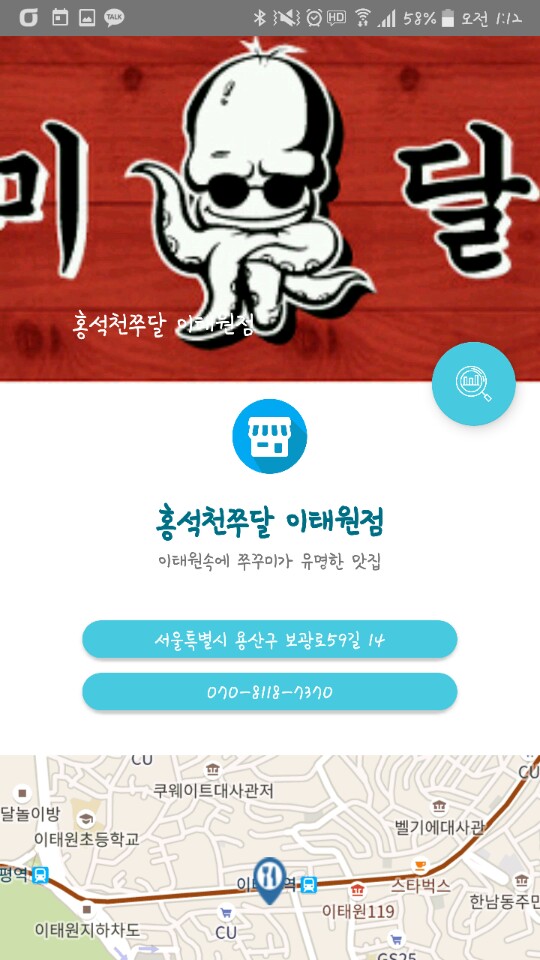 TALK
HD
58%
오전 1:12
미 달
홍석천쭈달 이태원점
홍석천쭈달 이태원점
이태원속에 쭈꾸미가 유명한 맛집
서울특별시 용산구 보광로59길 14
070-8118-7370
CU
CU
쿠웨이트대사관저
달놀이방
이태원초등학교
벨기에대사관
평역
스타벅스
이태원119
한남동주민
CU
이태원지하차도
GS25